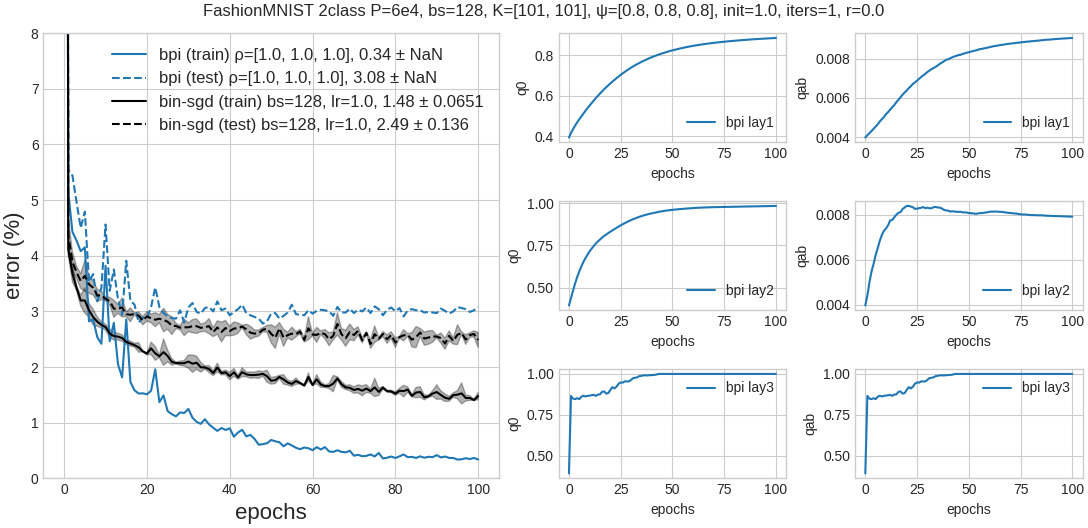 FashionMNIST 2class P=6e4, bs=128, K=[101, 101], ψ=[0.8, 0.8, 0.8], init=1.0, iters=1, r=0.0
error (%)
8
7
6
5
4
3
2
1
0
bpi (train) ρ=[1.0, 1.0, 1.0], 0.34 ± NaN
bpi (test) ρ=[1.0, 1.0, 1.0], 3.08 ± NaN
bin-sgd (train) bs=128, lr=1.0, 1.48 ± 0.0651
bin-sgd (test) bs=128, lr=1.0, 2.49 ± 0.136
0 20 40 60 80 100
epochs
q0
0.8
0.6
0.4
bpi lay1
0 25 50 75 100
epochs
qab
0.008
0.006
0.004
bpi lay1
0 25 50 75 100
epochs
q0
1.00
0.75
0.50
bpi lay2
0 25 50 75 100
epochs
qab
0.008
0.006
0.004
bpi lay2
0 25 50 75 100
epochs
q0
1.00
0.75
0.50
bpi lay3
0 25 50 75 100
epochs
qab
1.00
0.75
0.50
bpi lay3
0 25 50 75 100
epochs